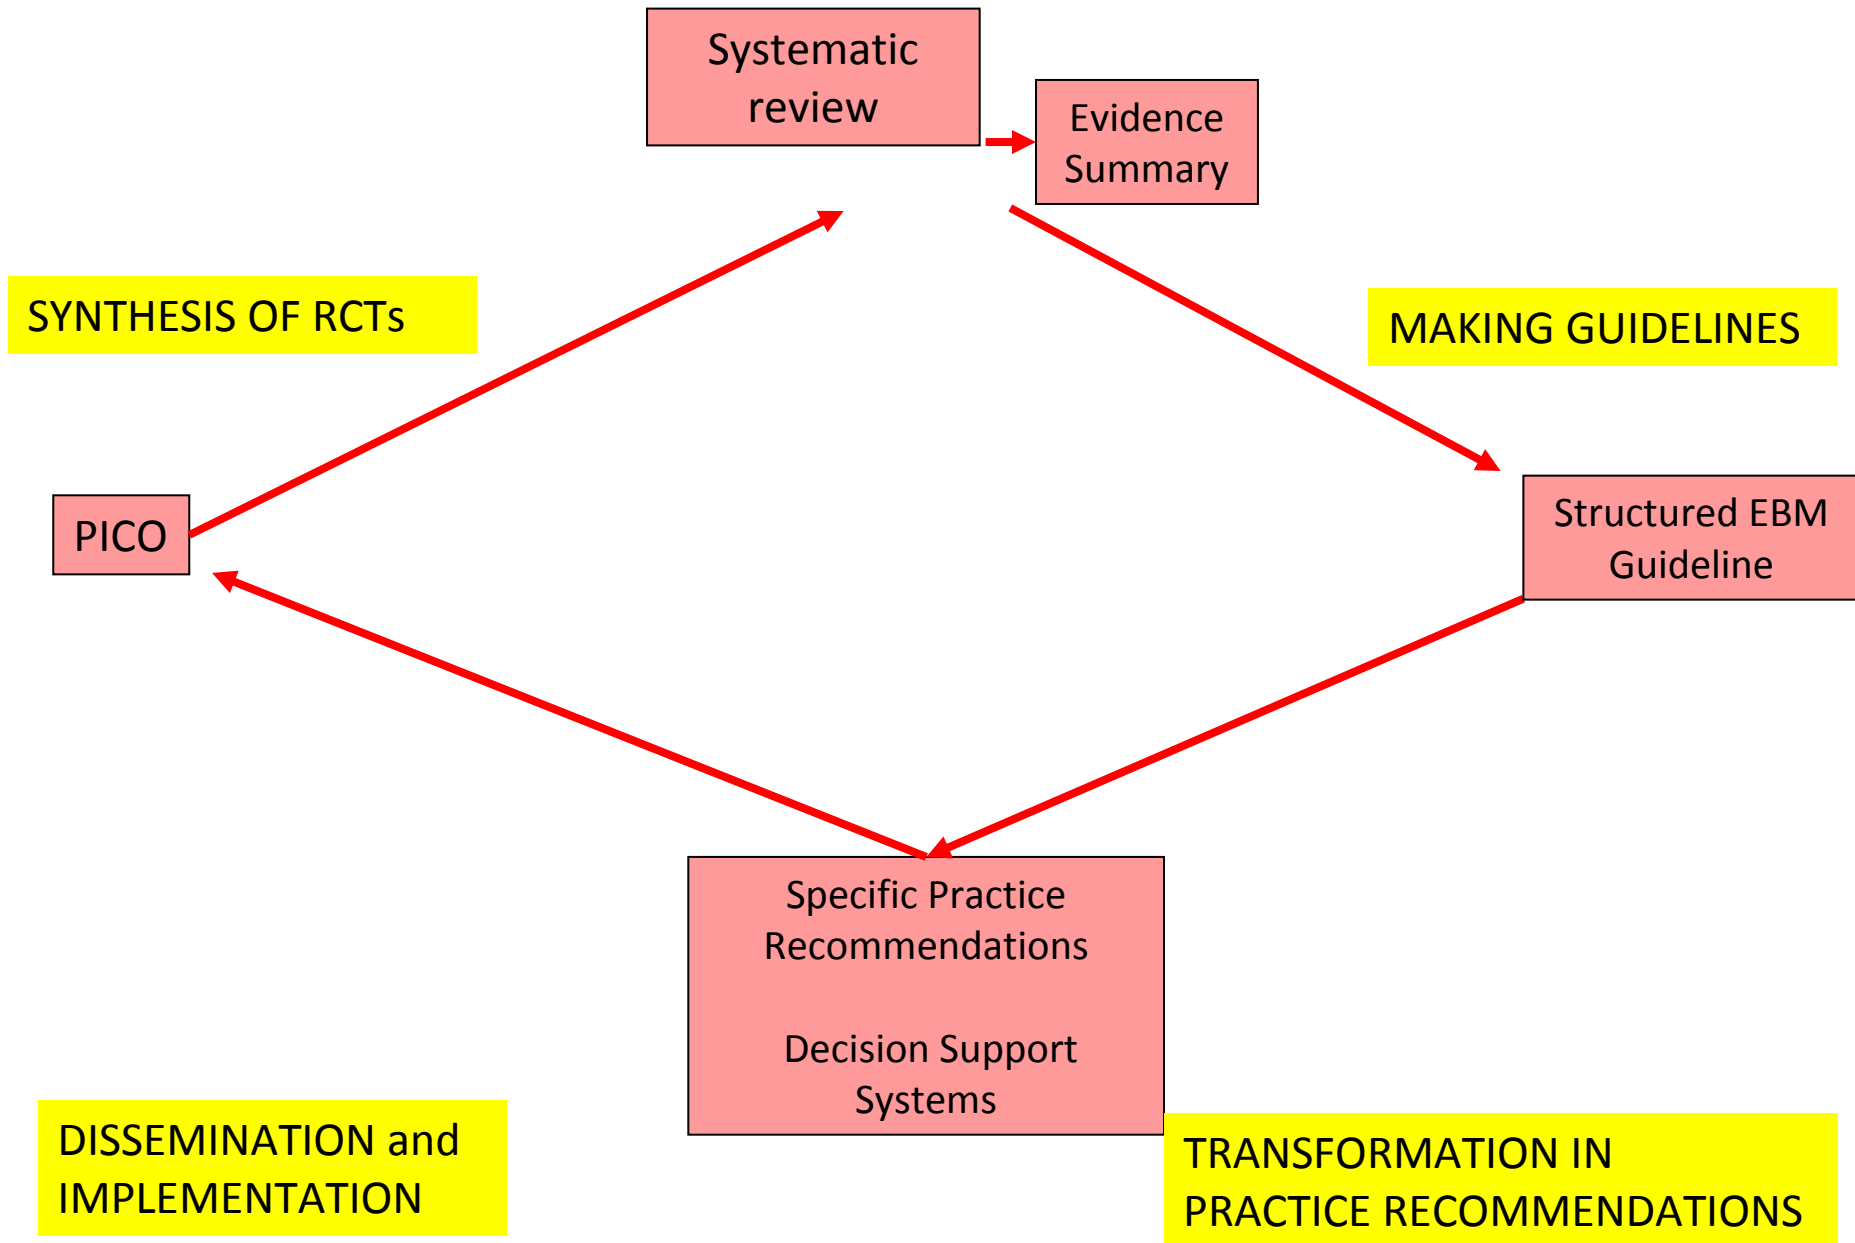 Systematic
review
Evidence
Summary
SYNTHESIS OF RCTs
MAKING GUIDELINES
PICO
Structured EBM
Guideline
Specific Practice
Recommendations
Decision Support
Systems
DISSEMINATION and
IMPLEMENTATION
TRANSFORMATION IN
PRACTICE RECOMMENDATIONS